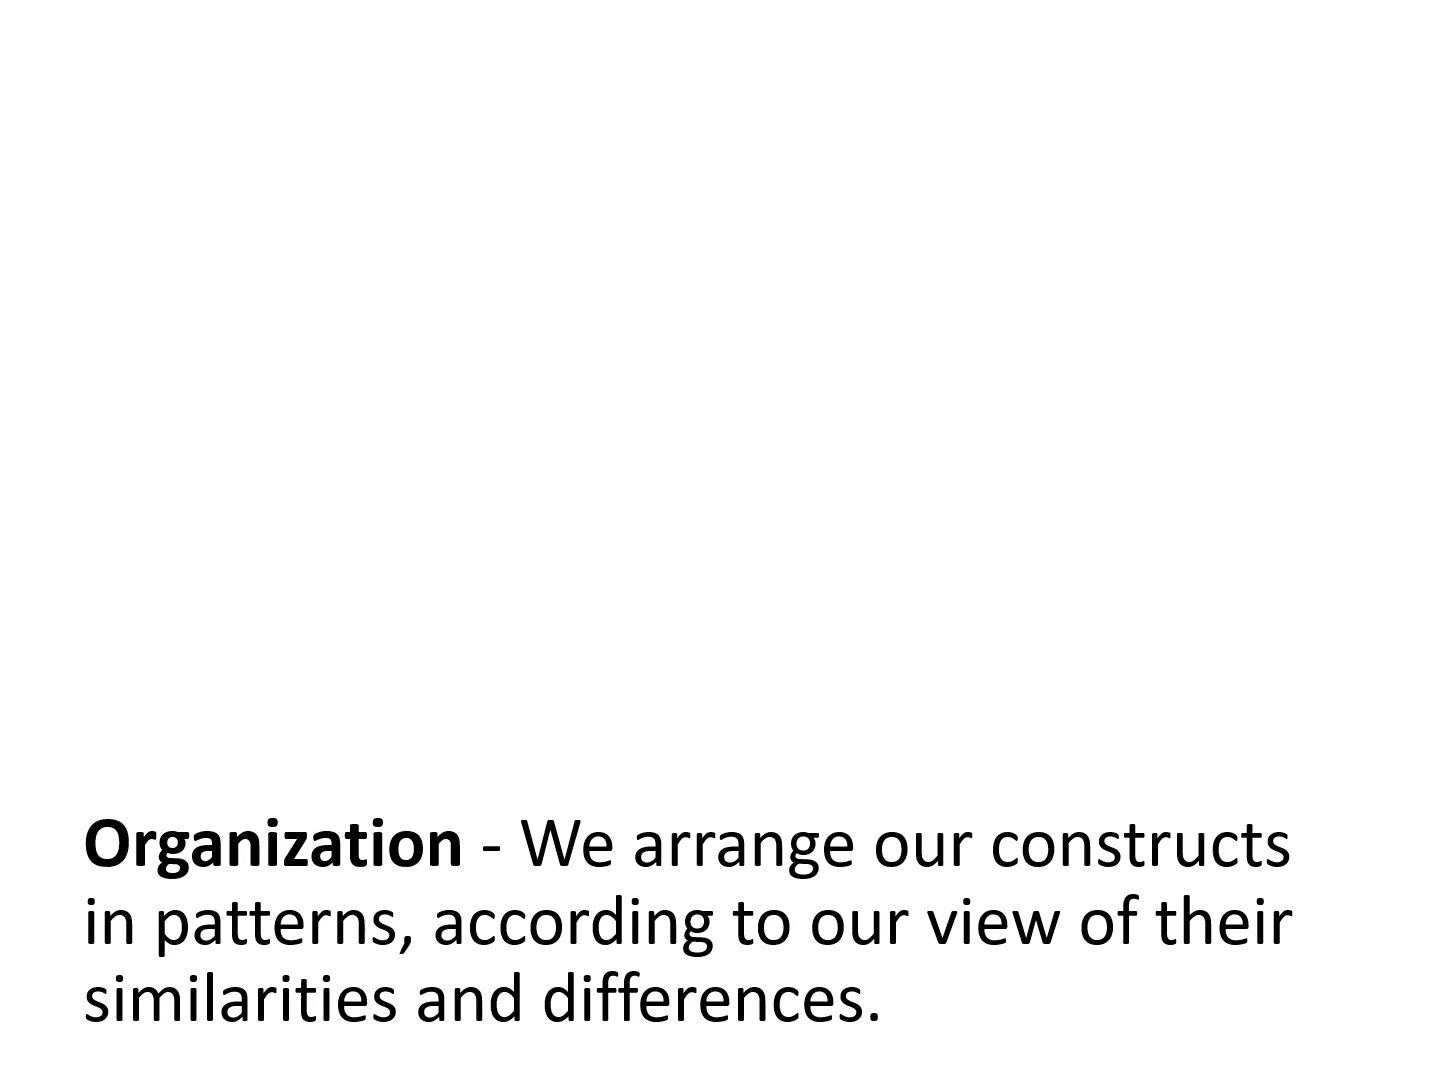 Organization - We arrange our constructs
in patterns, according to our view of their
similarities and differences.